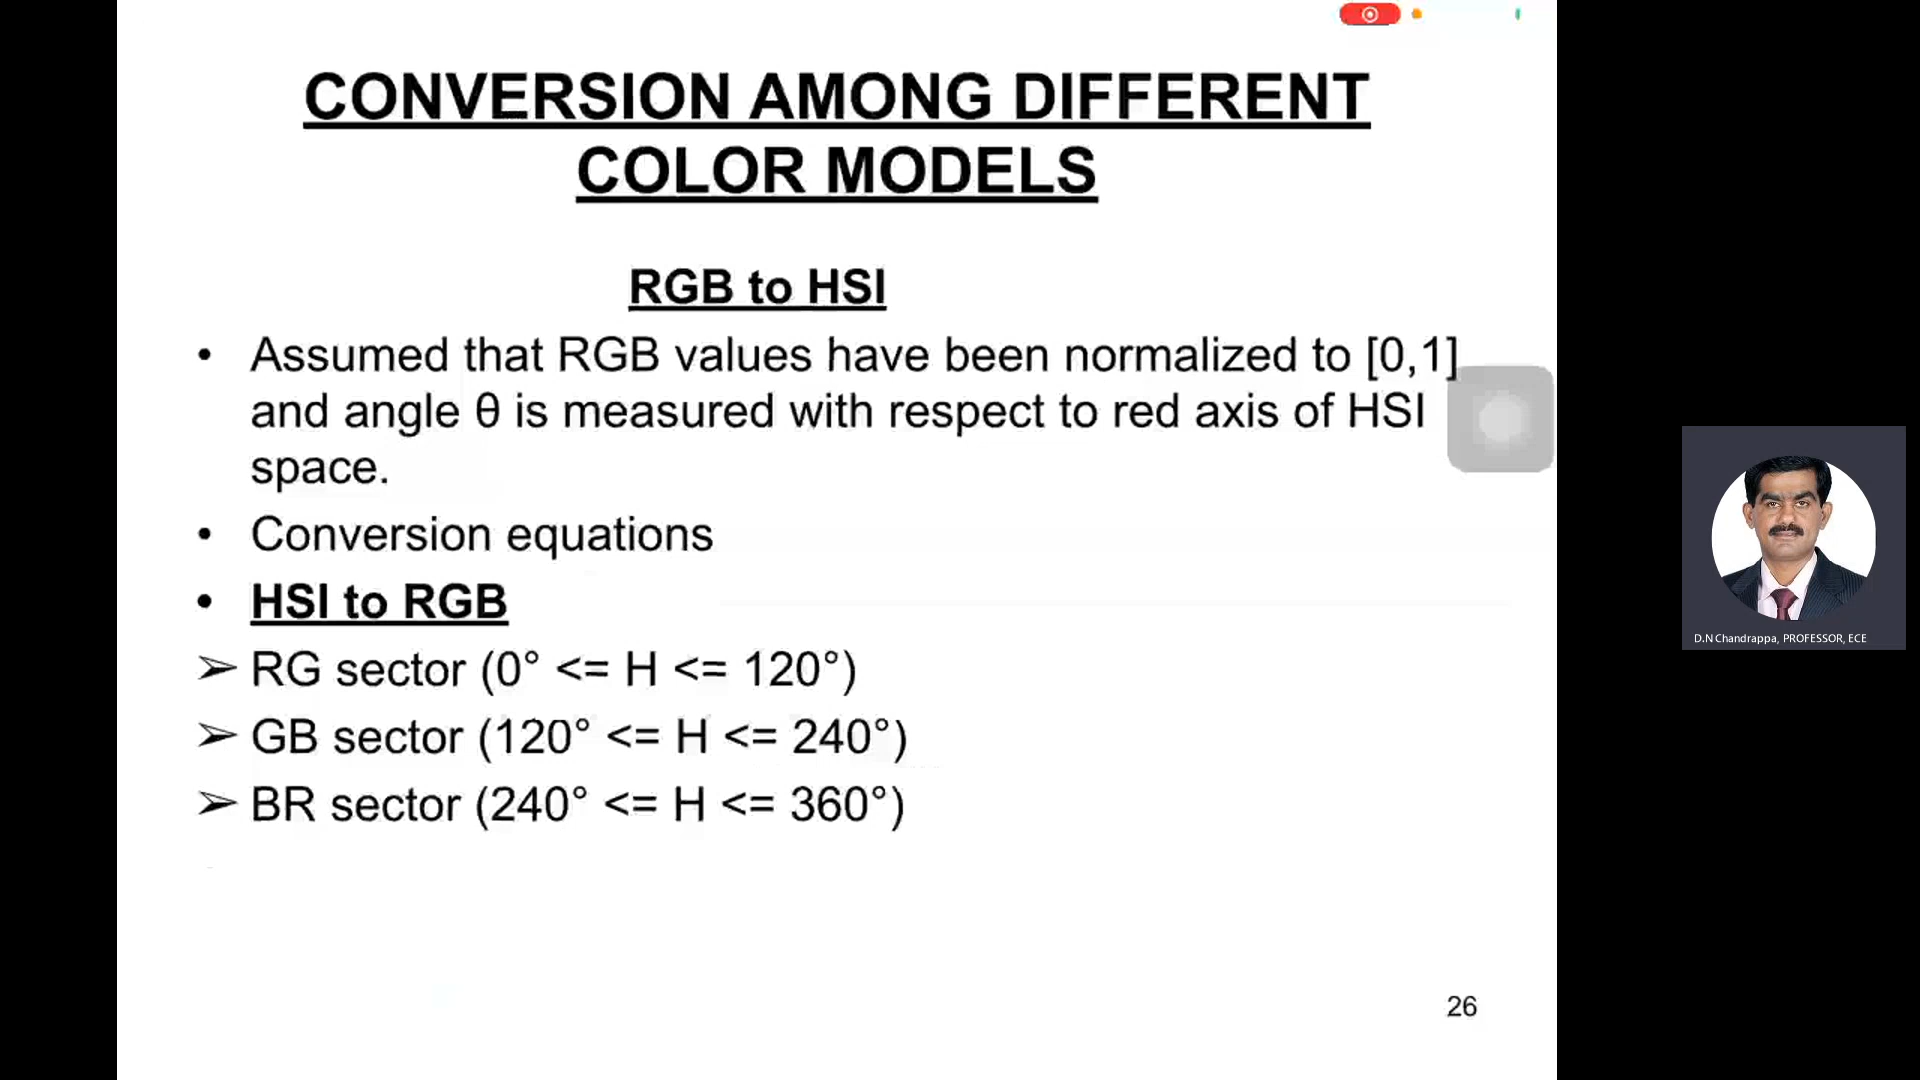 CONVERSION AMONG DIFFERENT
COLOR MODELS
RGB to HSI
• Assumed that RGB values have been normalized to [0,1]
and angle θ is measured with respect to red axis of HSI
space.
• Conversion equations
• HSI to RGB
➢ RG sector (0° <= H <= 120°)
➢ GB sector (120° <= H <= 240°)
➢ BR sector (240° <= H <= 360°)
26
D.N Chandrappa, PROFESSOR, ECE